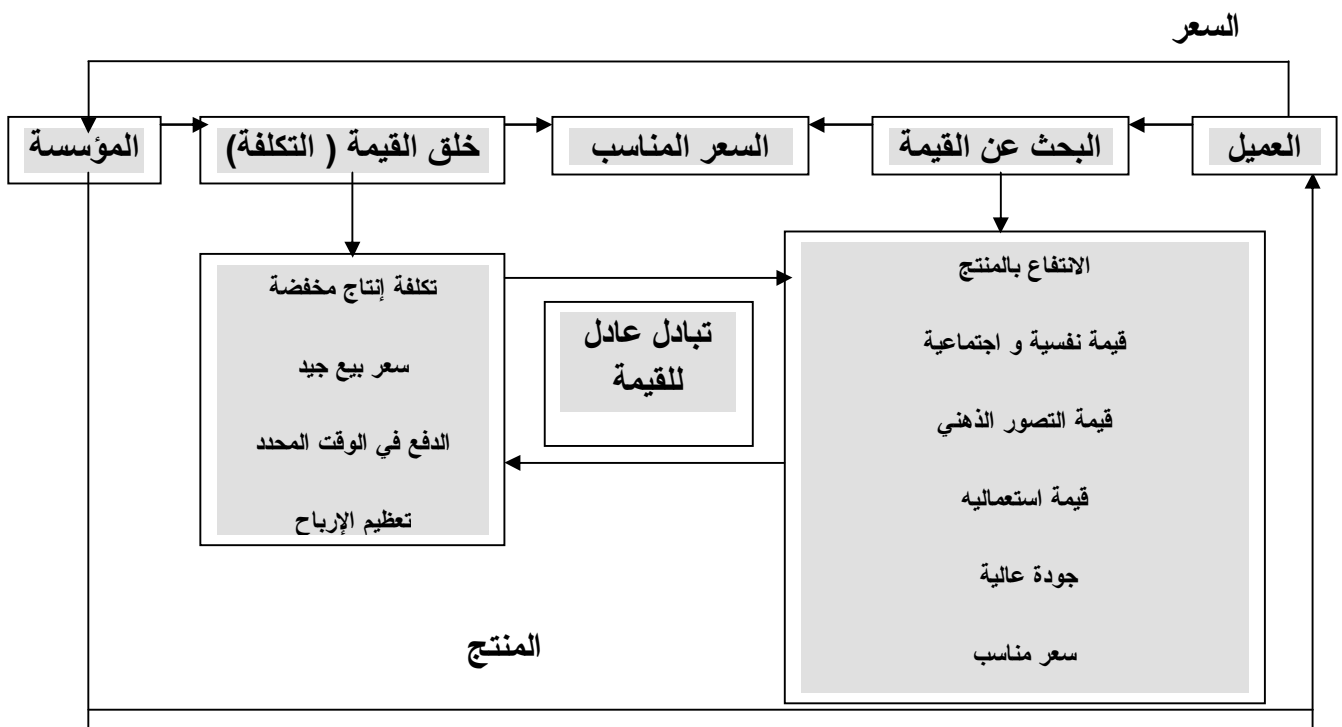 السعر
العميل
البحث عن القيمة
السعر المناسب
خلق القيمة ( التكلفة)
المؤسسة
الانتفاع بالمنتج
قيمة نفسية و اجتماعية
قيمة التصور الذهني
قيمة استعماليه
جودة عالية
سعر مناسب
تبادل عادل
للقيمة
تكلفة إنتاج مخفضة
سعر بيع جيد
الدفع في الوقت المحدد
تعظيم الإرباح
المنتج